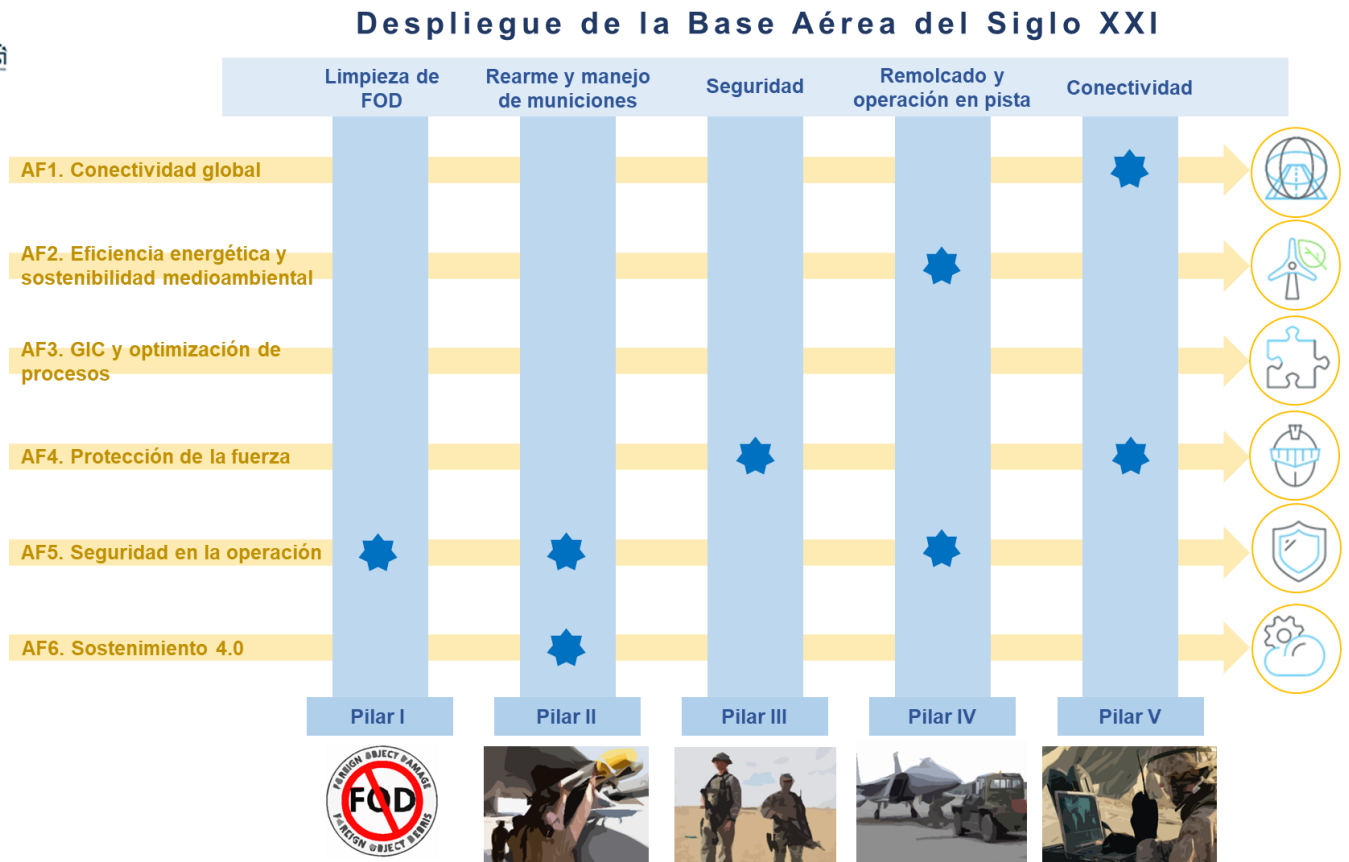 Despliegue de la Base Aérea del Siglo XXI
Limpieza de
FOD
Rearme y manejo
de municiones
Seguridad
Remolcado y
operación en pista
Conectividad
AF1. Conectividad global
AF2. Eficiencia energética y
sostenibilidad medioambiental
AF3. GIC y optimización de
procesos
AF4. Protección de la fuerza
AF5. Seguridad en la operación
AF6. Sostenimiento 4.0
Pilar I
Pilar II
Pilar III
Pilar IV
Pilar V
FOREIGN OBJECT DAMAGE
FOD
FOREIGN OBJECT DEBRIS